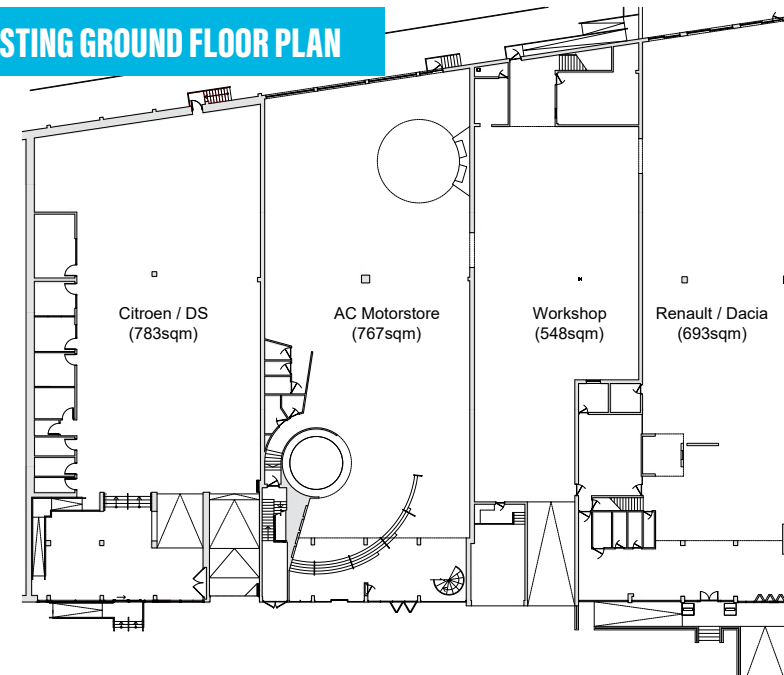 STING GROUND FLOOR PLAN
Citroen / DS
(783sqm)
AC Motorstore
(767sqm)
Workshop
(548sqm)
Renault / Dacia
(693sqm)